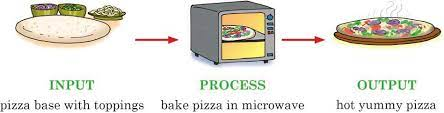 INPUT PROCESS OUTPUT
pizza base with toppings bake pizza in microwave hot yummy pizza